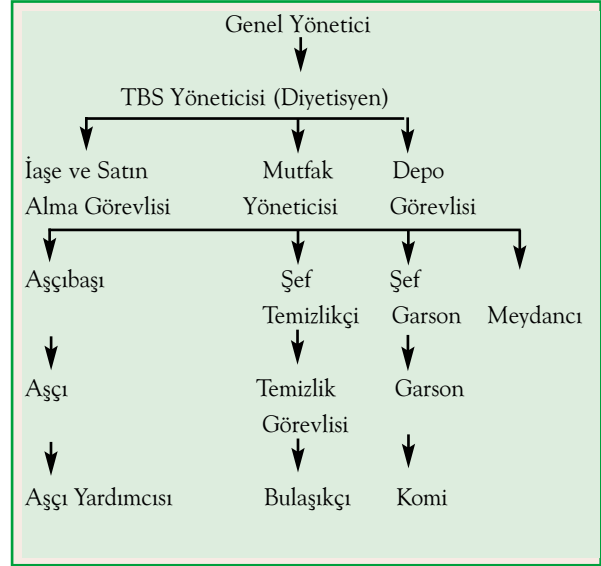 Genel Yönetici
TBS Yöneticisi (Diyetisyen)
İaşe ve Satın Mutfak Depo
Alma Görevlisi Yöneticisi Görevlisi
Aşçıbaşı Şef Şef
Temizlikçi Garson Meydancı
Aşçı Temizlik Garson
Görevlisi
Aşçı Yardımcısı Bulaşıkçı Komi